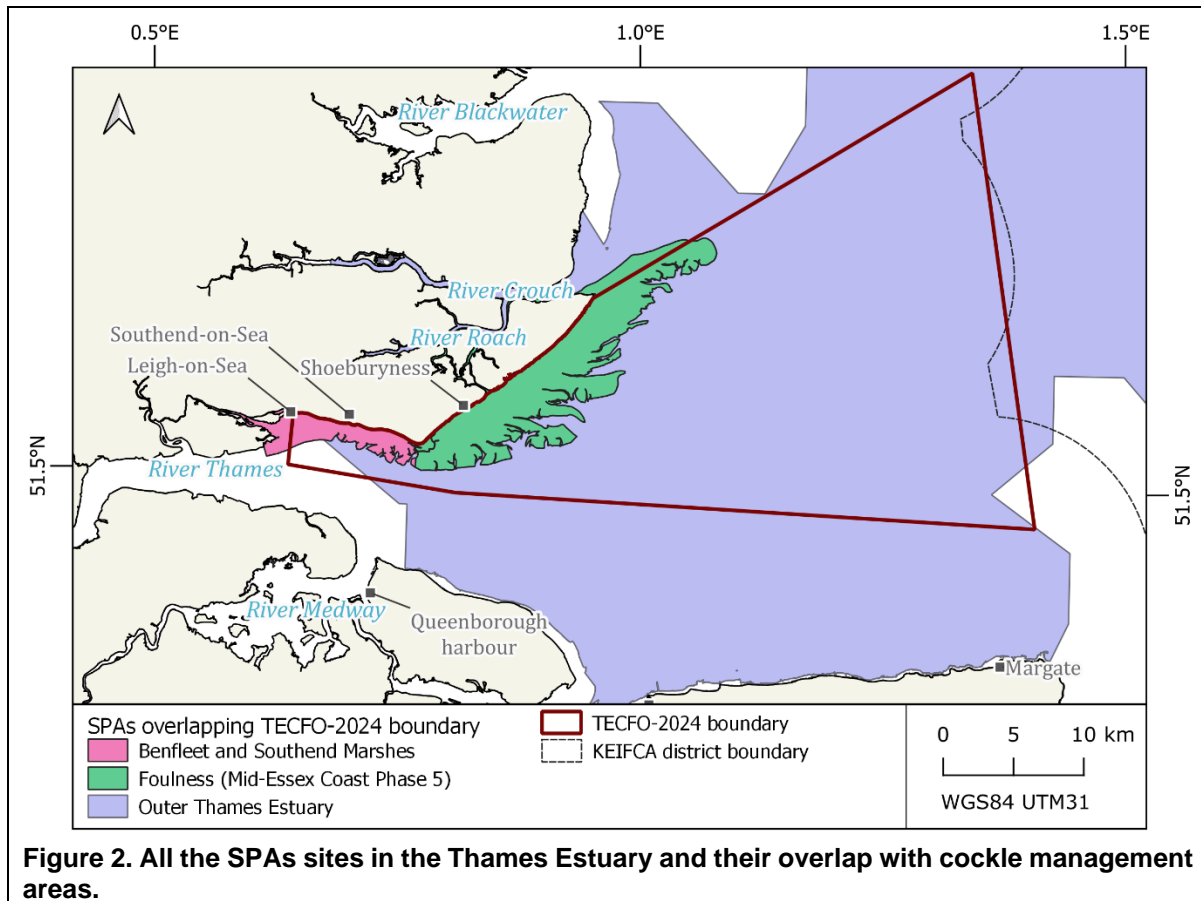 0.5°E
1.0°E
1.5°E
River Blackwater
River Crouch
Southend-on-Sea
River Roach
Leigh-on-Sea
Shoeburyness
51.5°N
River Thames
51.5°N
River Medway
Queenborough
harbour
Margate
SPAs overlapping TECFO-2024 boundary
Benfleet and Southend Marshes
Foulness (Mid-Essex Coast Phase 5)
Outer Thames Estuary
TECFO-2024 boundary
KEIFCA district boundary
0 5 10 km
WGS84 UTM31
Figure 2. All the SPAs sites in the Thames Estuary and their overlap with cockle management
areas.